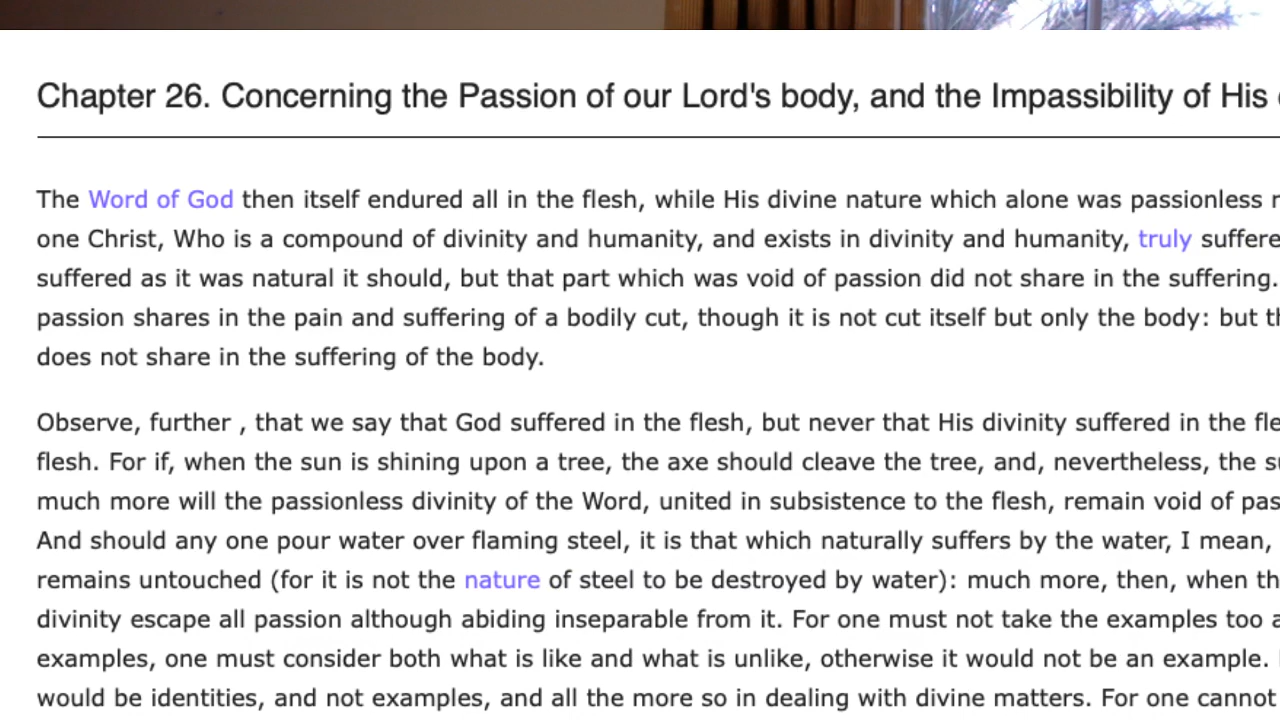 Chapter 26. Concerning the Passion of our Lord's body, and the Impassibility of His
The Word of God then itself endured all in the flesh, while His divine nature which alone was passionless
one Christ, Who is a compound of divinity and humanity, and exists in divinity and humanity, truly suffere
suffered as it was natural it should, but that part which was void of passion did not share in the suffering.
passion shares in the pain and suffering of a bodily cut, though it is not cut itself but only the body: but
does not share in the suffering of the body.
Observe, further , that we say that God suffered in the flesh, but never that His divinity suffered in the fle
flesh. For if, when the sun is shining upon a tree, the axe should cleave the tree, and, nevertheless, the
much more will the passionless divinity of the Word, united in subsistence to the flesh, remain void of pas
And should any one pour water over flaming steel, it is that which naturally suffers by the water, I mean,
remains untouched (for it is not the nature of steel to be destroyed by water): much more, then, when th
divinity escape all passion although abiding inseparable from it. For one must not take the examples too
examples, one must consider both what is like and what is unlike, otherwise it would not be an example.
would be identities, and not examples, and all the more so in dealing with divine matters. For one cannot